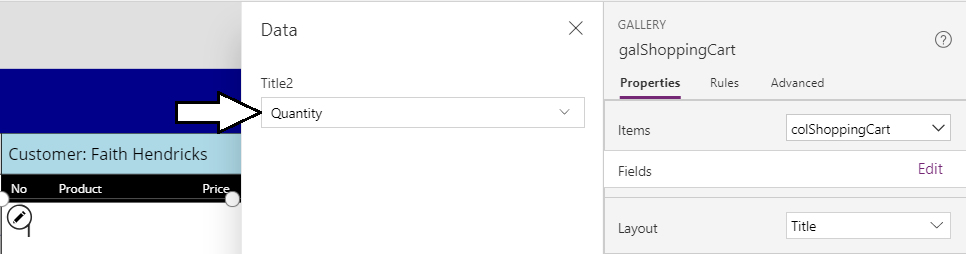 Data
Title2
Quantity
Customer: Faith Hendricks
No Product Price
GALLERY
galShoppingCart
?
Properties Rules Advanced
Items colShoppingCart
Fields Edit
Layout Title